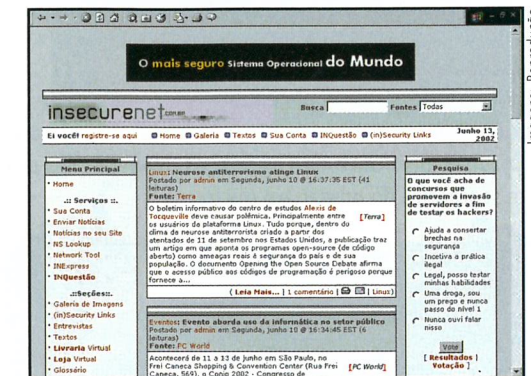 O mais seguro Sistema Operacional do Mundo
insecurenet.com.br
Busca
Fontes Todas
Ei você! registre-se aqui Home Galeria Textos Sua Conta INQuestão (in)Security Links
Junho 13, 2002
Menu Principal
• Home
.:: Serviços ::.
• Sua Conta
• Enviar Notícias
• Notícias no seu Site
• NS Lookup
• Network Tool
• INExpress
• INQuestão
.::Seções::.
• Galeria de Imagens
• (in)Security Links
• Entrevistas
• Textos
• Livraria Virtual
• Loja Virtual
• Glossário
Linux: Neurose antiterrorismo atinge Linux
Postado por admin em Segunda, junho 10 @ 16:37:35 EST (41
leituras)
Fonte: Terra
O boletim informativo do centro de estudos Alexis de
Tocqueville deve causar polêmica, Principalmente entre
[Terra]
os usuários da plataforma Linux. Tudo porque, dentro do
clima de neurose antiterrorista criado a partir dos
atentados de 11 de setembro nos Estados Unidos, a publicação traz
um artigo em que aponta os programas open-source (de código
aberto) como ameaças reais à segurança do país e de sua
população. O documento Opening the Open Source Debate afirma
que o acesso público aos códigos de programação é perigoso porque
fornece a...
( Leia Mais... | 1 comentário | | Linux)
Eventos: Evento aborda uso da informática no setor público
Postado por admin em Segunda, junho 10 @ 16:34:45 EST (6
leituras)
Fonte: PC World
Acontecerá de 11 a 13 de junho em São Paulo, no
Frei Caneca Shopping & Convention Center (Rua Frei
[PC World]
Caneca, 569), o Conip 2002 - Congresso de
Pesquisa
O que você acha de
concursos que
promovem a invasão
de servidores a fim
de testar os hackers?
Ajuda a consertar
brechas na
segurança
Incetiva a prática
ilegal
Legal, posso testar
minhas habilidades
Uma droga, sou
um prego e nunca
passo do nível 1
Nunca ouvi falar
nisso
Vote
[ Resultados |
Votação ]